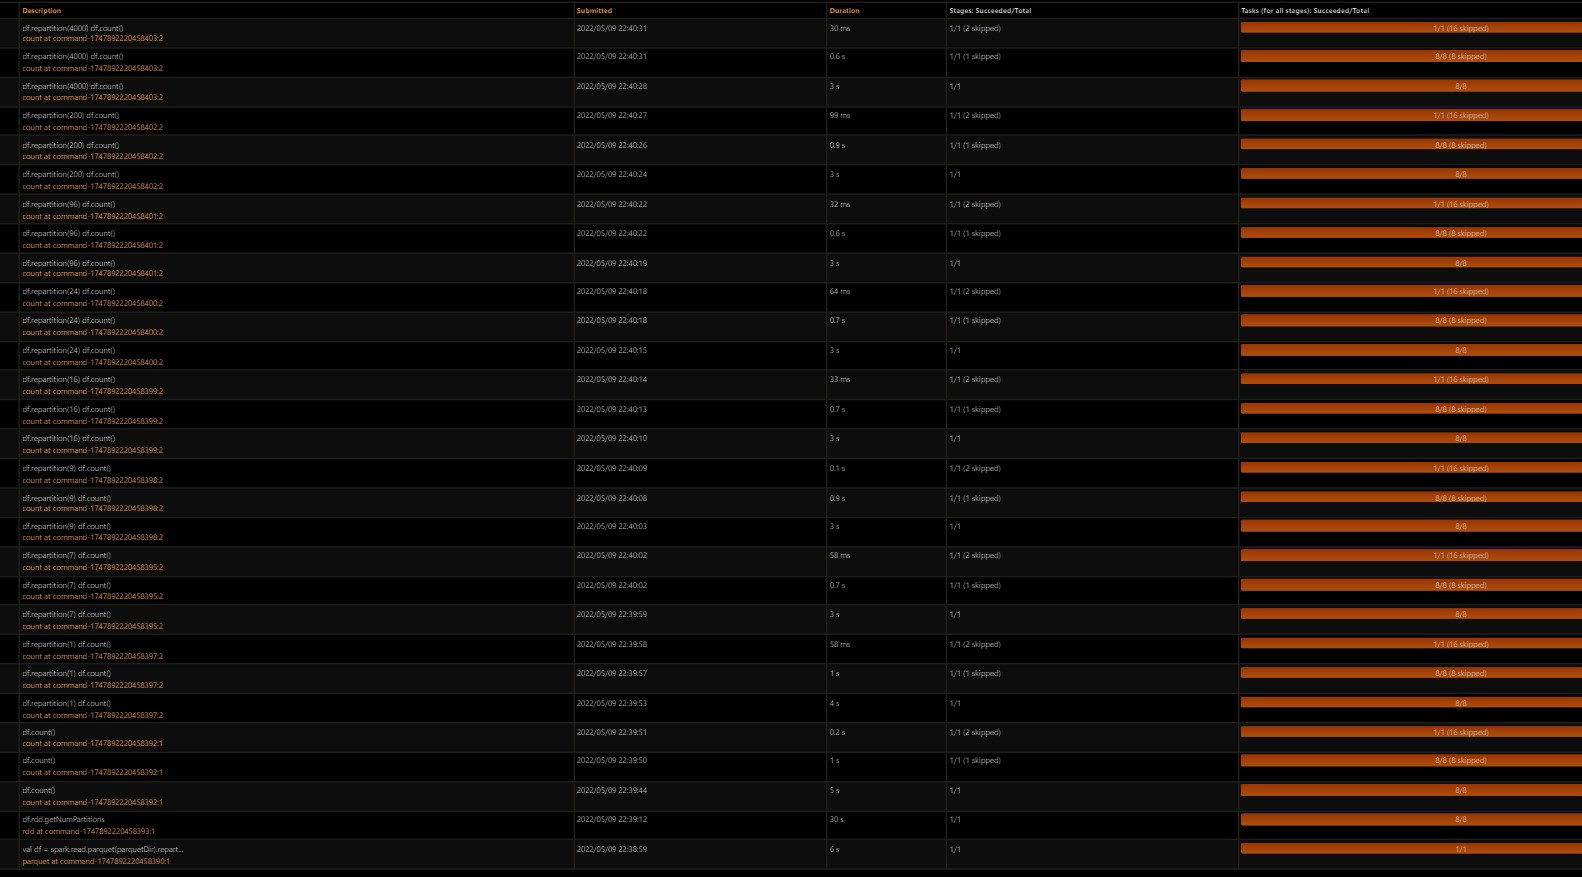 Description Submitted Duration Stages: Succeeded/Total Tasks (for all stages): Succeeded/Total
df.repartition(4000) df.count() 2022/05/09 22:40:31 30 ms 1/1 (2 skipped) 1/1 (16 skipped)
count at command-1747892220458403:2
df.repartition(4000) df.count() 2022/05/09 22:40:31 0.6 s 1/1 (1 skipped) 8/8 (8 skipped)
count at command-1747892220458403:2
df.repartition(4000) df.count() 2022/05/09 22:40:28 3 s 1/1 8/8
count at command-1747892220458403:2
df.repartition(200) df.count() 2022/05/09 22:40:27 99 ms 1/1 (2 skipped) 1/1 (16 skipped)
count at command-1747892220458402:2
df.repartition(200) df.count() 2022/05/09 22:40:26 0.9 s 1/1 (1 skipped) 8/8 (8 skipped)
count at command-1747892220458402:2
df.repartition(200) df.count() 2022/05/09 22:40:24 3 s 1/1 8/8
count at command-1747892220458402:2
df.repartition(96) df.count() 2022/05/09 22:40:22 32 ms 1/1 (2 skipped) 1/1 (16 skipped)
count at command-1747892220458401:2
df.repartition(96) df.count() 2022/05/09 22:40:22 0.6 s 1/1 (1 skipped) 8/8 (8 skipped)
count at command-1747892220458401:2
df.repartition(96) df.count() 2022/05/09 22:40:19 3 s 1/1 8/8
count at command-1747892220458401:2
df.repartition(24) df.count() 2022/05/09 22:40:18 64 ms 1/1 (2 skipped) 1/1 (16 skipped)
count at command-1747892220458400:2
df.repartition(24) df.count() 2022/05/09 22:40:18 0.7 s 1/1 (1 skipped) 8/8 (8 skipped)
count at command-1747892220458400:2
df.repartition(24) df.count() 2022/05/09 22:40:15 3 s 1/1 8/8
count at command-1747892220458400:2
df.repartition(16) df.count() 2022/05/09 22:40:14 33 ms 1/1 (2 skipped) 1/1 (16 skipped)
count at command-1747892220458399:2
df.repartition(16) df.count() 2022/05/09 22:40:13 0.7 s 1/1 (1 skipped) 8/8 (8 skipped)
count at command-1747892220458399:2
df.repartition(16) df.count() 2022/05/09 22:40:10 3 s 1/1 8/8
count at command-1747892220458399:2
df.repartition(9) df.count() 2022/05/09 22:40:09 0.1 s 1/1 (2 skipped) 1/1 (16 skipped)
count at command-1747892220458398:2
df.repartition(9) df.count() 2022/05/09 22:40:08 0.9 s 1/1 (1 skipped) 8/8 (8 skipped)
count at command-1747892220458398:2
df.repartition(9) df.count() 2022/05/09 22:40:03 3 s 1/1 8/8
count at command-1747892220458398:2
df.repartition(7) df.count() 2022/05/09 22:40:02 58 ms 1/1 (2 skipped) 1/1 (16 skipped)
count at command-1747892220458395:2
df.repartition(7) df.count() 2022/05/09 22:40:02 0.7 s 1/1 (1 skipped) 8/8 (8 skipped)
count at command-1747892220458395:2
df.repartition(7) df.count() 2022/05/09 22:39:59 3 s 1/1 8/8
count at command-1747892220458395:2
df.repartition(1) df.count() 2022/05/09 22:39:58 58 ms 1/1 (2 skipped) 1/1 (16 skipped)
count at command-1747892220458397:2
df.repartition(1) df.count() 2022/05/09 22:39:57 1 s 1/1 (1 skipped) 8/8 (8 skipped)
count at command-1747892220458397:2
df.repartition(1) df.count() 2022/05/09 22:39:53 4 s 1/1 8/8
count at command-1747892220458397:2
df.count() 2022/05/09 22:39:51 0.2 s 1/1 (2 skipped) 1/1 (16 skipped)
count at command-1747892220458392:1
df.count() 2022/05/09 22:39:50 1 s 1/1 (1 skipped) 8/8 (8 skipped)
count at command-1747892220458392:1
df.count() 2022/05/09 22:39:44 5 s 1/1 8/8
count at command-1747892220458392:1
df.rdd.getNumPartitions 2022/05/09 22:39:12 30 s 1/1 8/8
rdd at command-1747892220458393:1
val df = spark.read.parquet(parquetDir).repart... 2022/05/09 22:38:59 6 s 1/1 1/1
parquet at command-1747892220458390:1